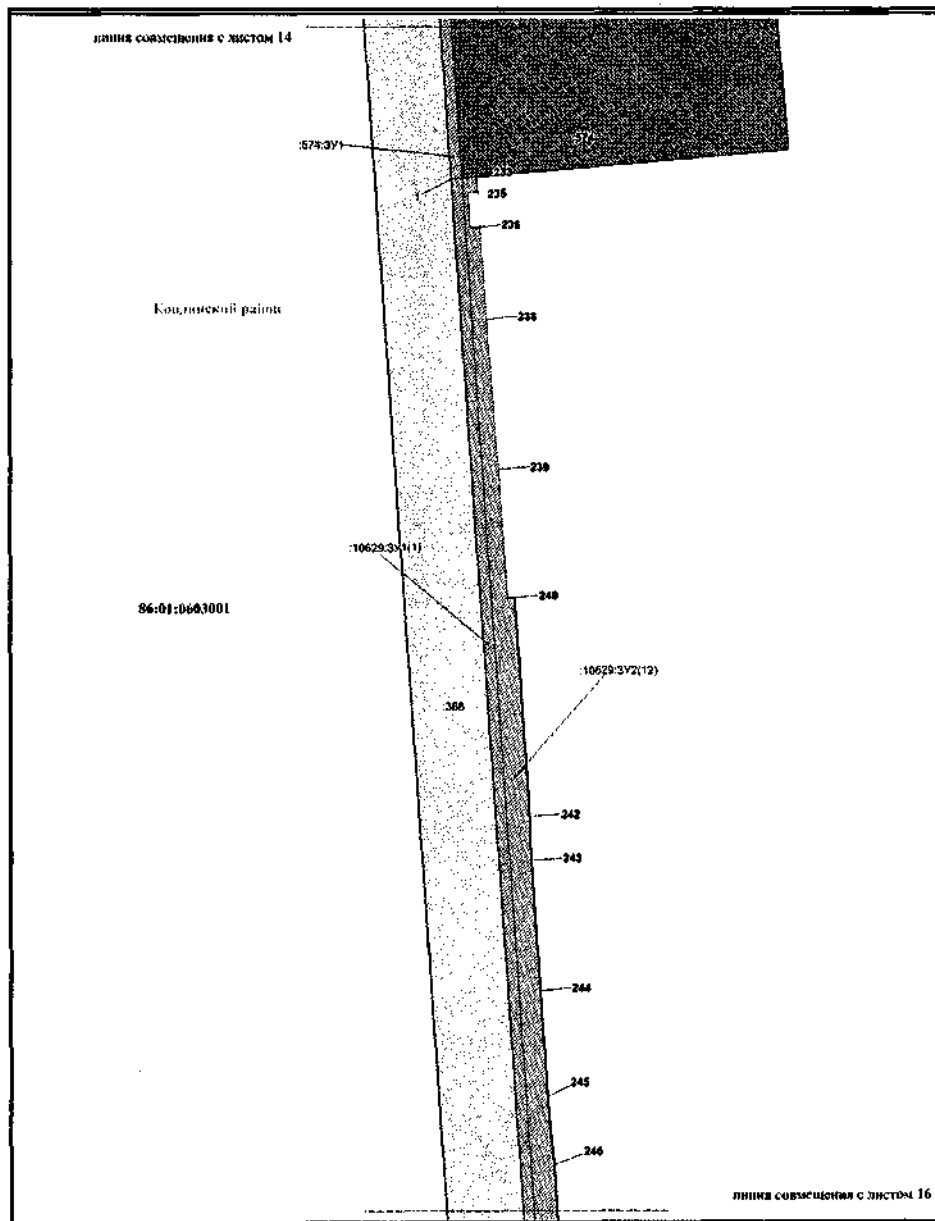 линия совмещения с листом 14
:574:ЗУ1
235
236
Кондинский район
238
239
:10629:ЗУ1(1)
240
86:01:0603001
:10629:ЗУ2(12)
:388
242
243
244
245
246
линия совмещения с листом 16